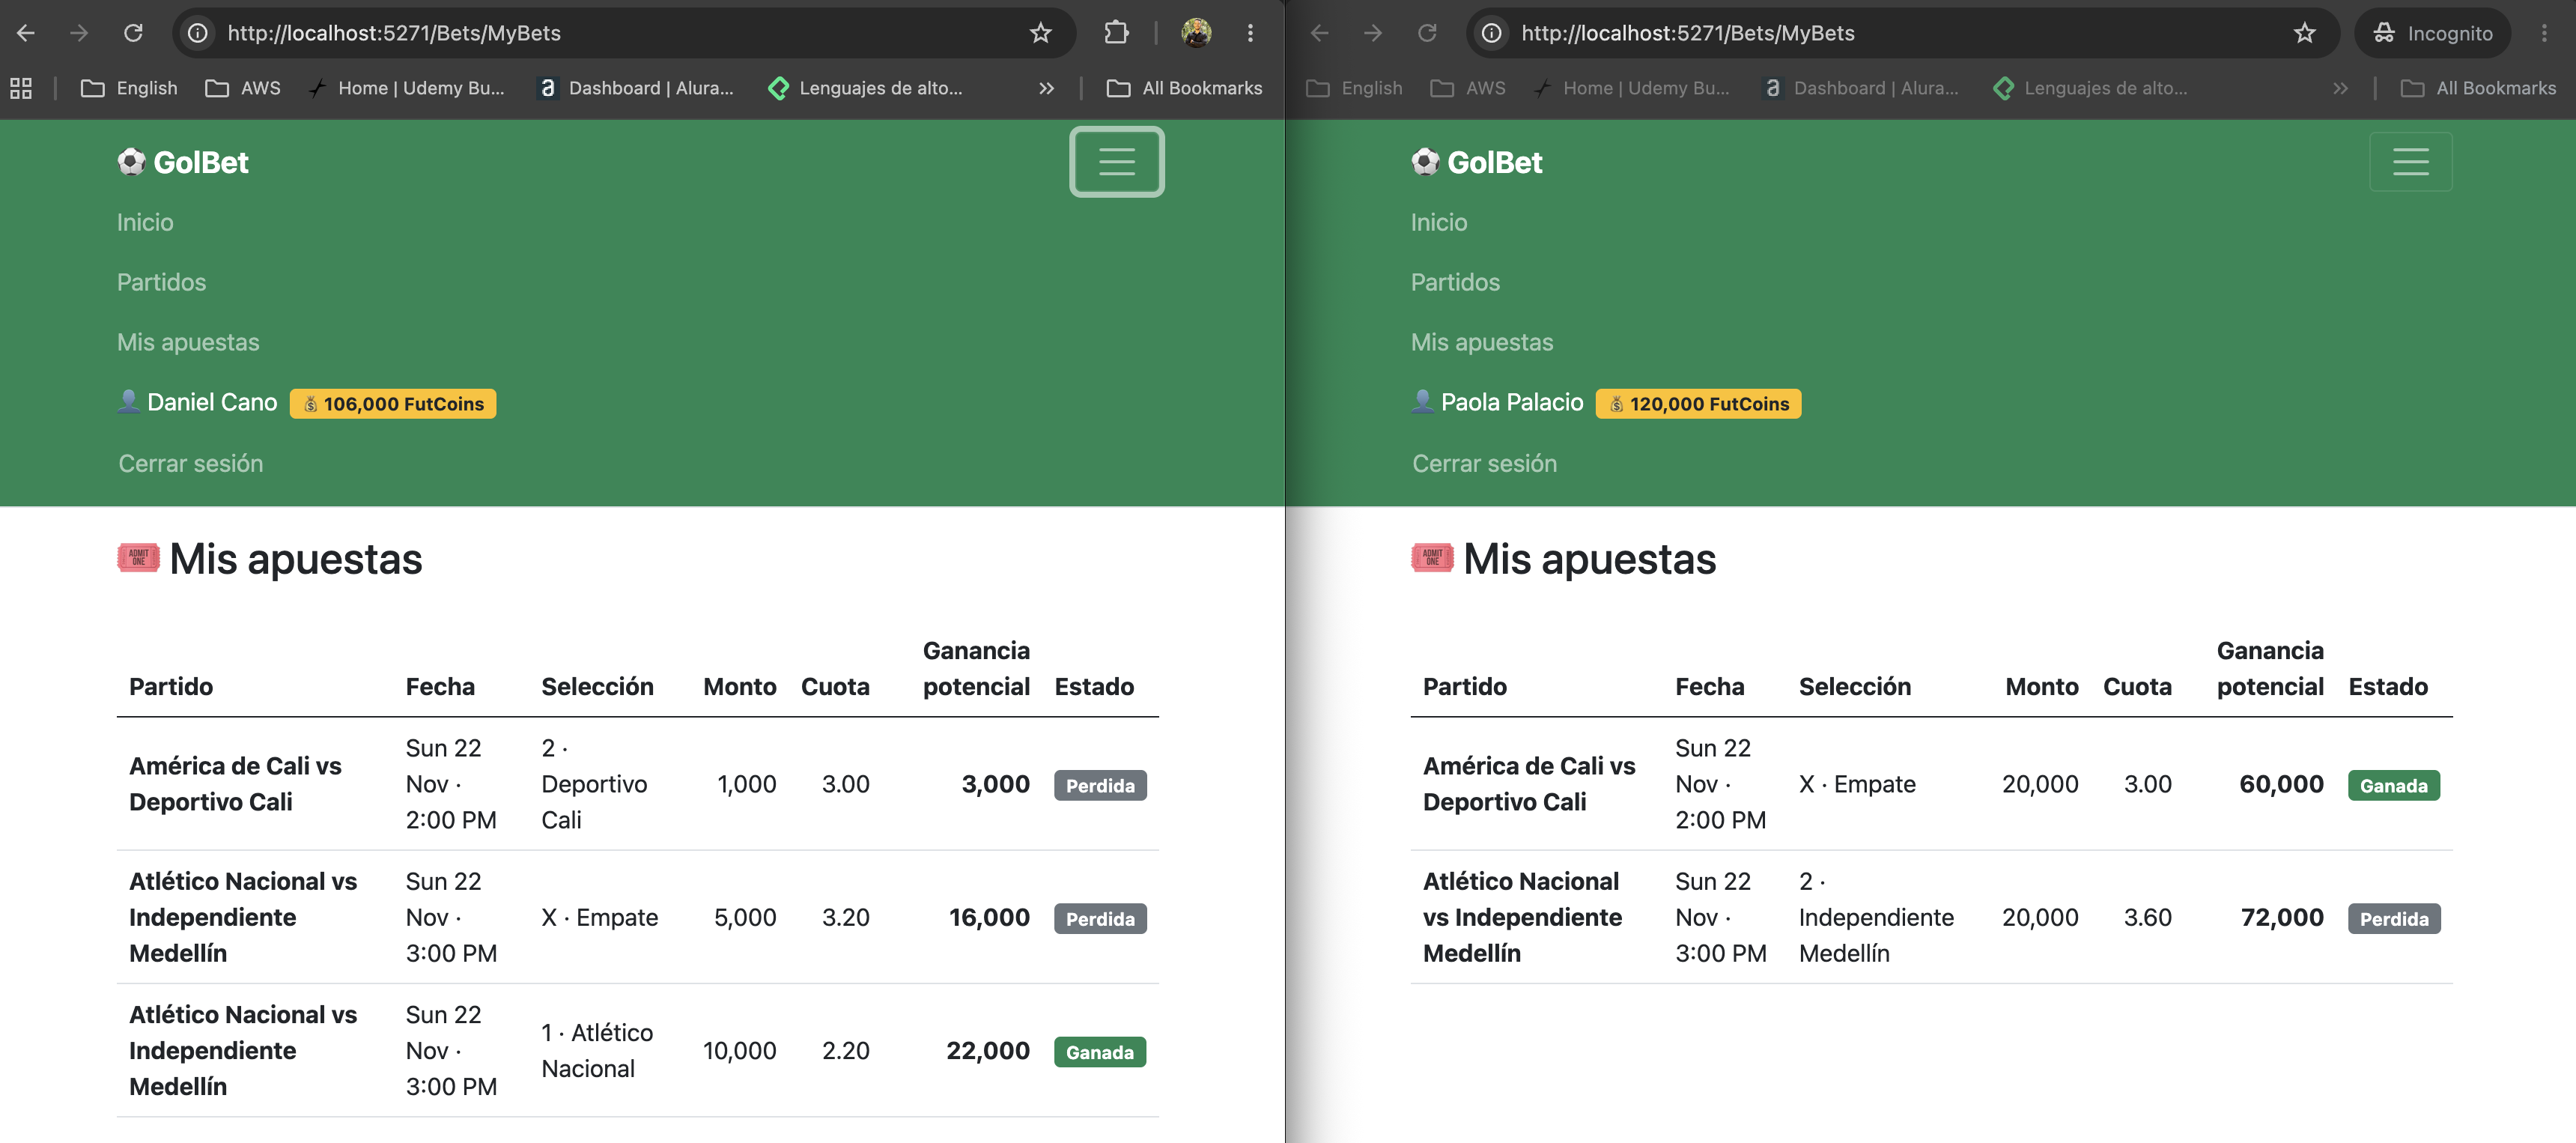 http://localhost:5271/Bets/MyBets
English
AWS
Home | Udemy Bu...
Dashboard | Alura...
Lenguajes de alto...
All Bookmarks
GolBet
Inicio
Partidos
Mis apuestas
Daniel Cano 106,000 FutCoins
Cerrar sesión
ADMIT ONE Mis apuestas
Partido Fecha Selección Monto Cuota Ganancia potencial Estado
América de Cali vs Deportivo Cali Sun 22 Nov · 2:00 PM 2 · Deportivo Cali 1,000 3.00 3,000 Perdida
Atlético Nacional vs Independiente Medellín Sun 22 Nov · 3:00 PM X · Empate 5,000 3.20 16,000 Perdida
Atlético Nacional vs Independiente Medellín Sun 22 Nov · 3:00 PM 1 · Atlético Nacional 10,000 2.20 22,000 Ganada
http://localhost:5271/Bets/MyBets
Incognito
English
AWS
Home | Udemy Bu...
Dashboard | Alura...
Lenguajes de alto...
All Bookmarks
GolBet
Inicio
Partidos
Mis apuestas
Paola Palacio 120,000 FutCoins
Cerrar sesión
ADMIT ONE Mis apuestas
Partido Fecha Selección Monto Cuota Ganancia potencial Estado
América de Cali vs Deportivo Cali Sun 22 Nov · 2:00 PM X · Empate 20,000 3.00 60,000 Ganada
Atlético Nacional vs Independiente Medellín Sun 22 Nov · 3:00 PM 2 · Independiente Medellín 20,000 3.60 72,000 Perdida